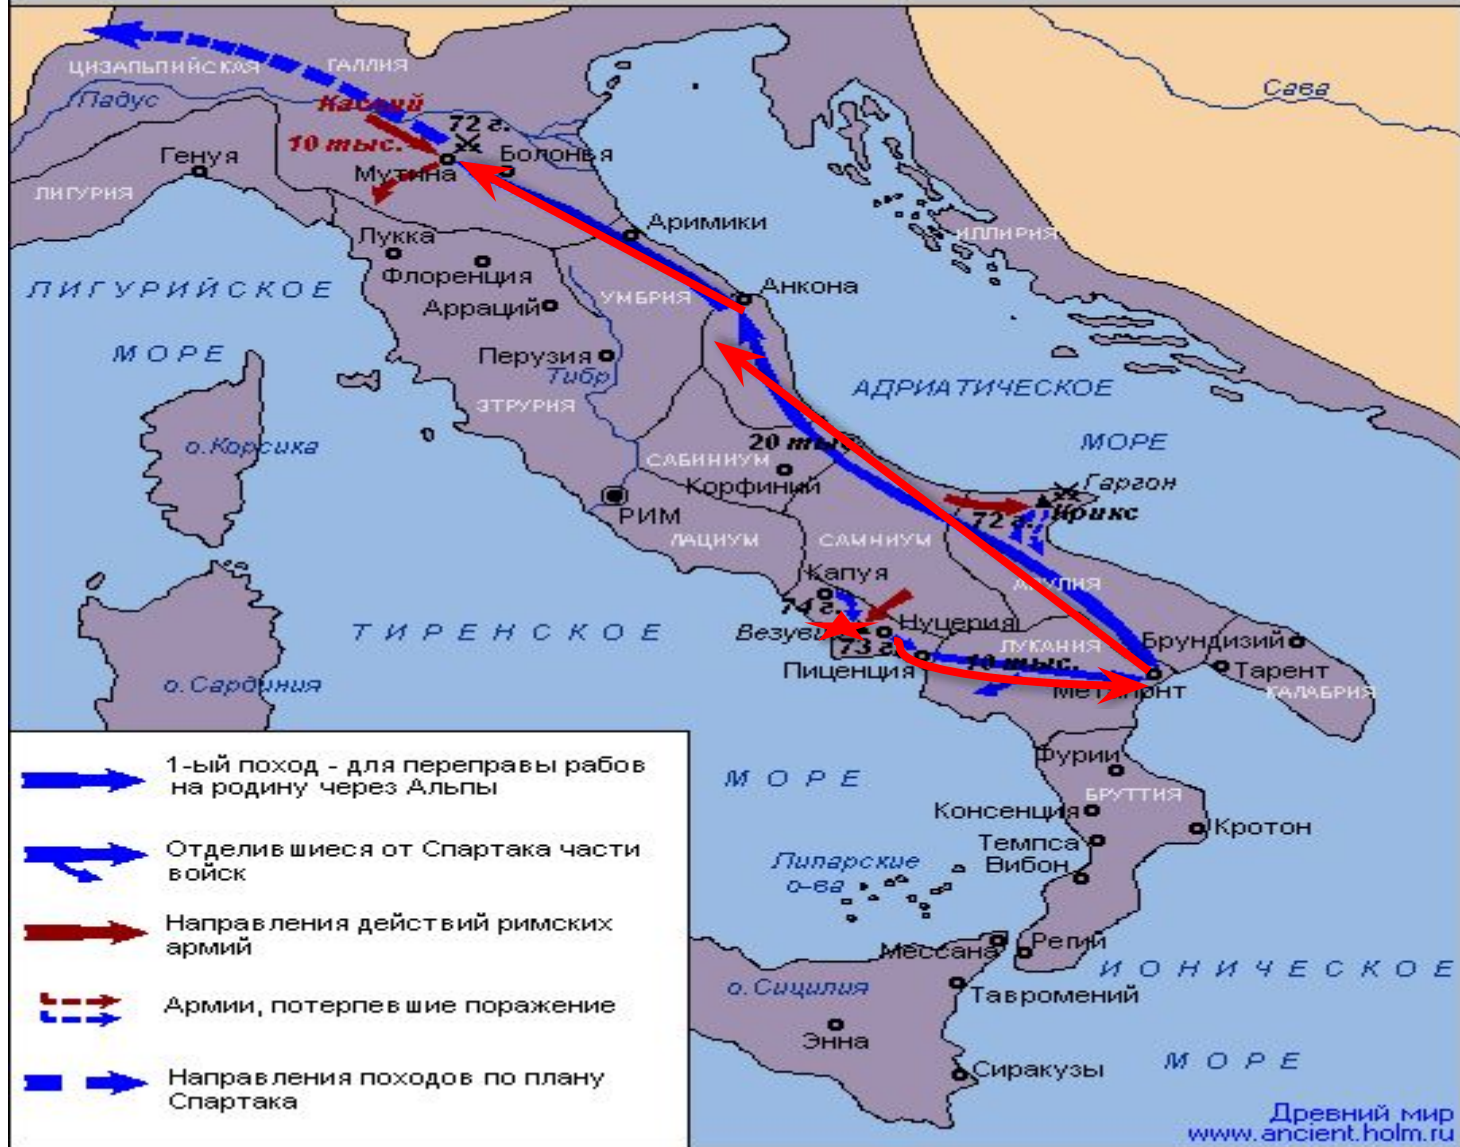 ЦИЗАЛЬПИЙСКАЯ
ГАЛЛИЯ
Падус
Кассий
10 тыс.
72 г.
Сава
Генуя
Мутина
Болонья
ЛИГУРИЯ
Лукка
Аримики
ИЛЛИРИЯ
Флоренция
ЛИГУРИЙСКОЕ
МОРЕ
Арраций
УМБРИЯ
Анкона
Перузия
Тибр
ЭТРУРИЯ
АДРИАТИЧЕСКОЕ
МОРЕ
о.Корсика
20 тыс
САБИНИУМ
Корфиний
Гаргон
Крикс
72 г.
РИМ
ЛАЦИУМ
САМНИУМ
АПУЛИЯ
Капуя
74 г.
Везуви
Нуцерия
73 г.
ТИРЕНСКОЕ
МОРЕ
ЛУКАНИЯ
Брундизий
Пиценция
10 тыс.
Тарент
Метапонт
КАЛАБРИЯ
о.Сардиния
Фурии
БРУТТИЯ
Консенция
Кротон
Темпса
Вибон
Липарские
о-ва
Мессана
Регий
ИОНИЧЕСКОЕ
МОРЕ
о.Сицилия
Тавромений
Энна
Сиракузы
1-ый поход - для переправы рабов
на родину через Альпы
Отделившиеся от Спартака части
войск
Направления действий римских
армий
Армии, потерпевшие поражение
Направления походов по плану
Спартака
Древний мир
www.ancient.holm.ru